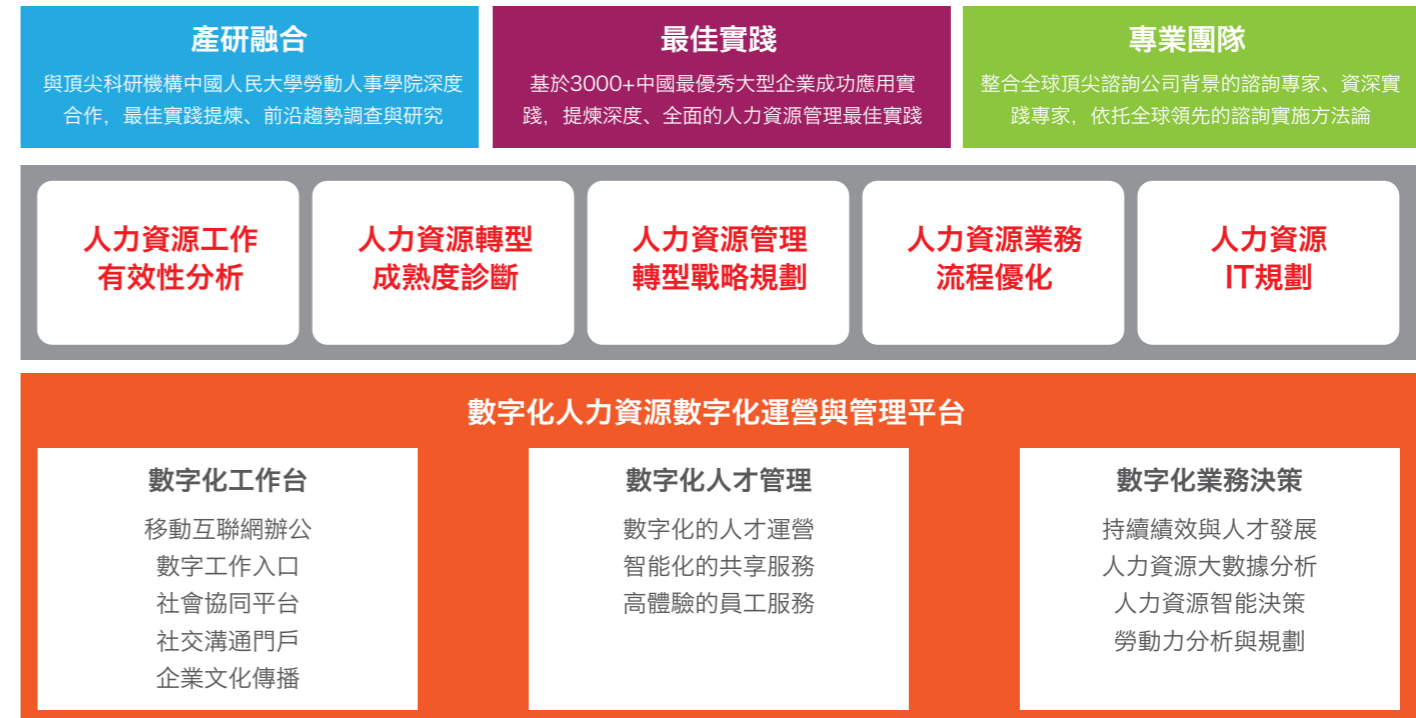 產研融合
與頂尖科研機構中國人民大學勞動人事學院深度
合作，最佳實踐提煉、前沿趨勢調查與研究
最佳實踐
基於3000+中國最優秀大型企業成功應用實
踐，提煉深度、全面的人力資源管理最佳實踐
專業團隊
整合全球頂尖諮詢公司背景的諮詢專家、資深實
踐專家，依托全球領先的諮詢實施方法論
人力資源工作
有效性分析
人力資源轉型
成熟度診斷
人力資源管理
轉型戰略規劃
人力資源業務
流程優化
人力資源
IT規劃
數字化人力資源數字化運營與管理平台
數字化工作台
移動互聯網辦公
數字工作入口
社會協同平台
社交溝通門戶
企業文化傳播
數字化人才管理
數字化的人才運營
智能化的共享服務
高體驗的員工服務
數字化業務決策
持續績效與人才發展
人力資源大數據分析
人力資源智能決策
勞動力分析與規劃